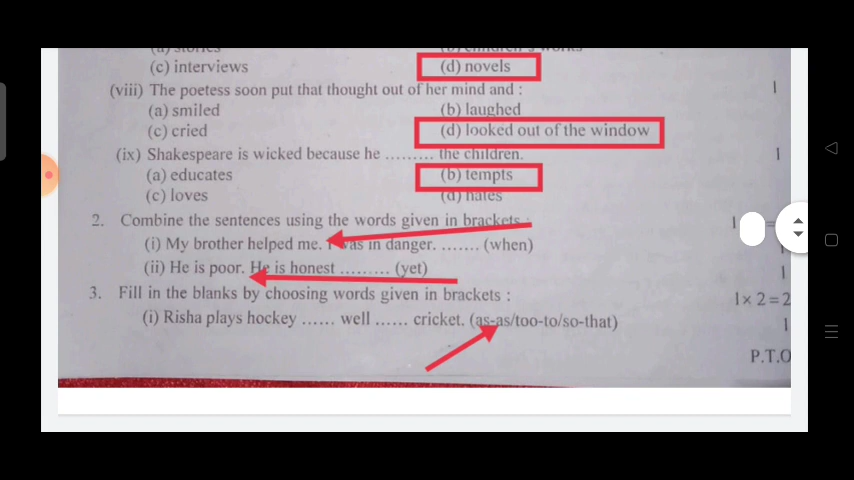 (c) interviews (d) novels
(viii) The poetess soon put that thought out of her mind and : 1
(a) smiled (b) laughed
(c) cried (d) looked out of the window
(ix) Shakespeare is wicked because he ......... the children. 1
(a) educates (b) tempts
(c) loves (d) hates
2. Combine the sentences using the words given in brackets : 1
(i) My brother helped me. I was in danger. ....... (when) 1
(ii) He is poor. He is honest ......... (yet) 1
3. Fill in the blanks by choosing words given in brackets : 1 x 2 = 2
(i) Risha plays hockey ...... well ...... cricket. (as-as/too-to/so-that) 1
P.T.O